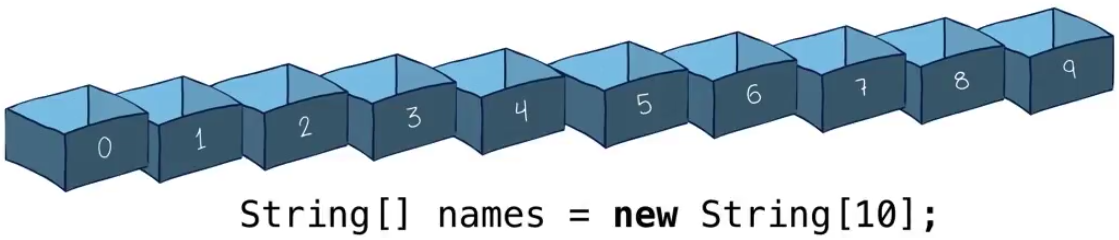 0 1 2 3 4 5 6 7 8 9
String[] names = new String[10];